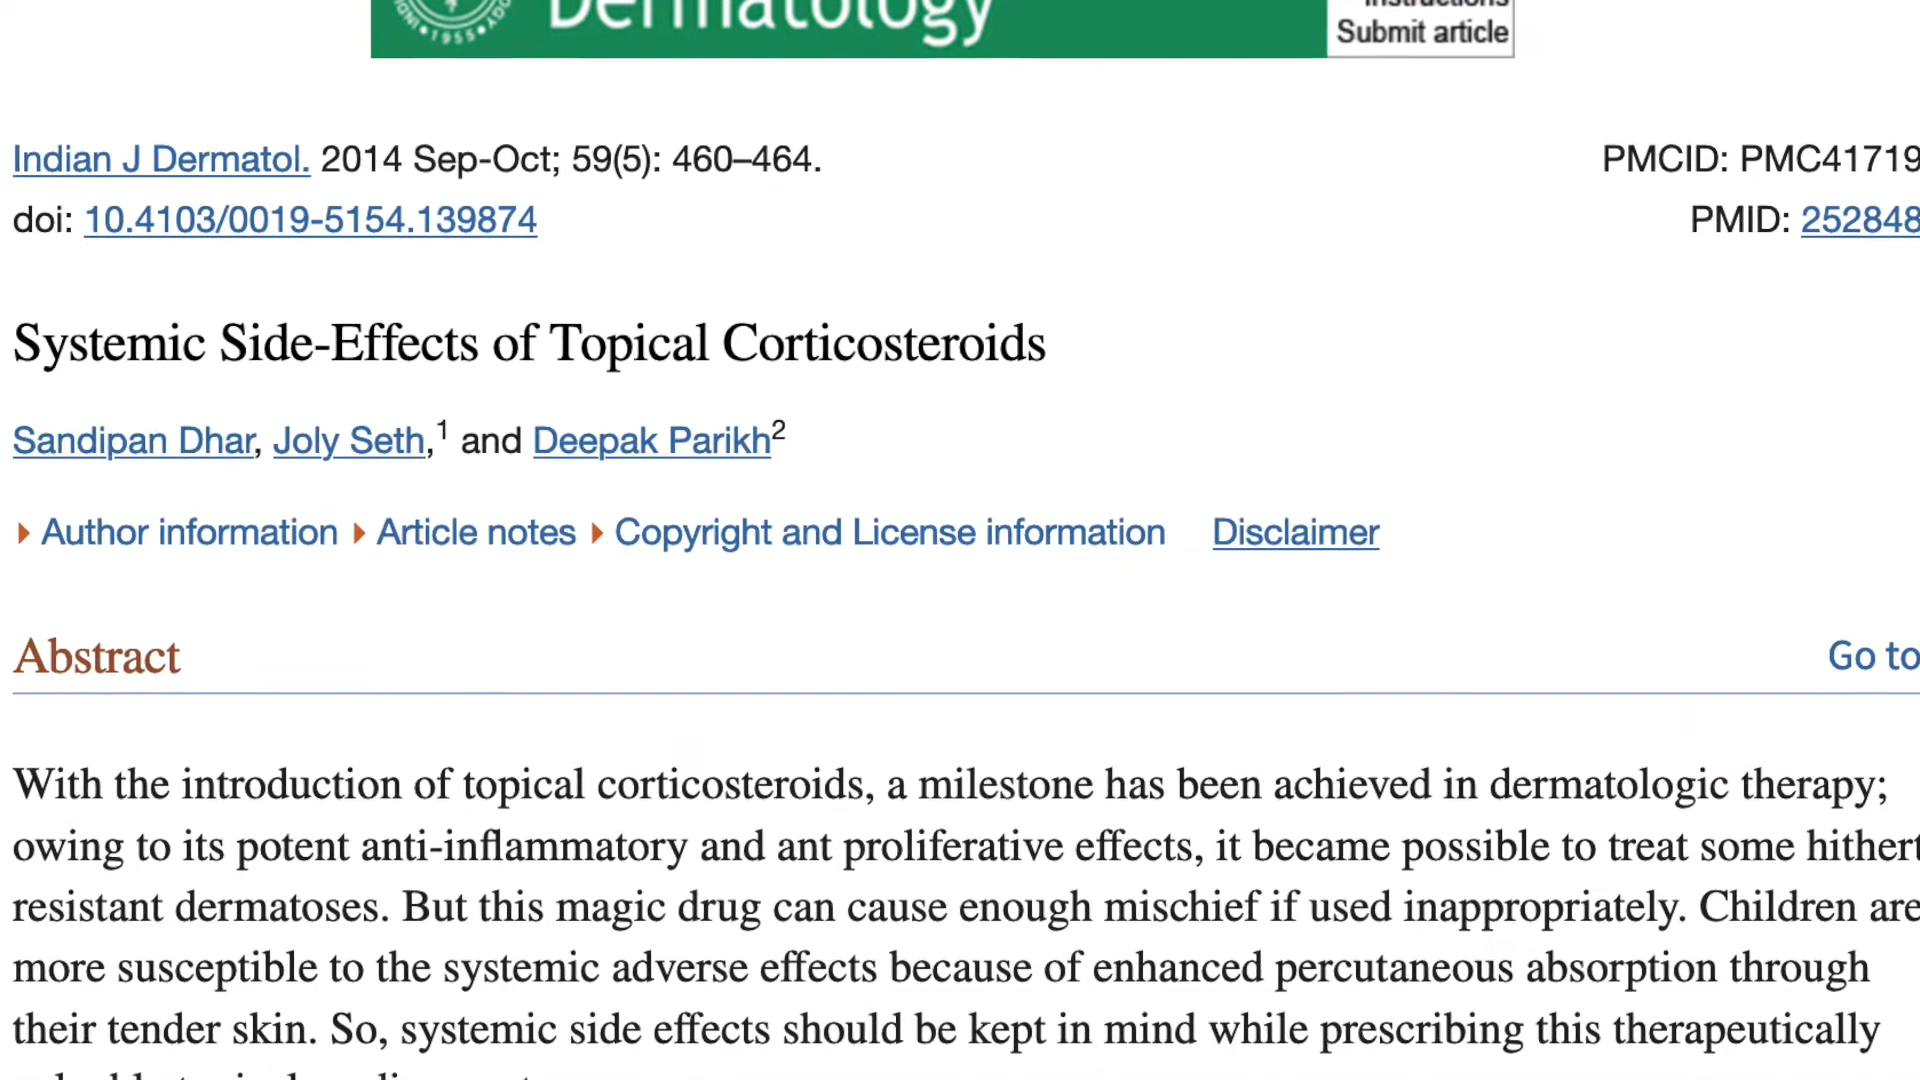 Dermatology
Instructions
Submit article
•1955•
Indian J Dermatol. 2014 Sep-Oct; 59(5): 460–464.
PMCID: PMC41719
doi: 10.4103/0019-5154.139874
PMID: 252848
Systemic Side-Effects of Topical Corticosteroids
Sandipan Dhar, Joly Seth,1 and Deepak Parikh2
Author information Article notes Copyright and License information Disclaimer
Abstract
Go to
With the introduction of topical corticosteroids, a milestone has been achieved in dermatologic therapy;
owing to its potent anti-inflammatory and ant proliferative effects, it became possible to treat some hithert
resistant dermatoses. But this magic drug can cause enough mischief if used inappropriately. Children are
more susceptible to the systemic adverse effects because of enhanced percutaneous absorption through
their tender skin. So, systemic side effects should be kept in mind while prescribing this therapeutically